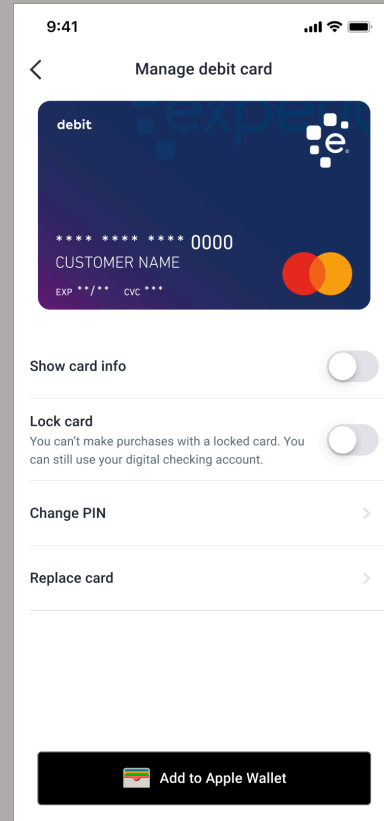 9:41
Manage debit card
debit
e
**** **** **** 0000
CUSTOMER NAME
EXP **/** CVC ***
Show card info
Lock card
You can't make purchases with a locked card. You
can still use your digital checking account.
Change PIN
Replace card
Add to Apple Wallet